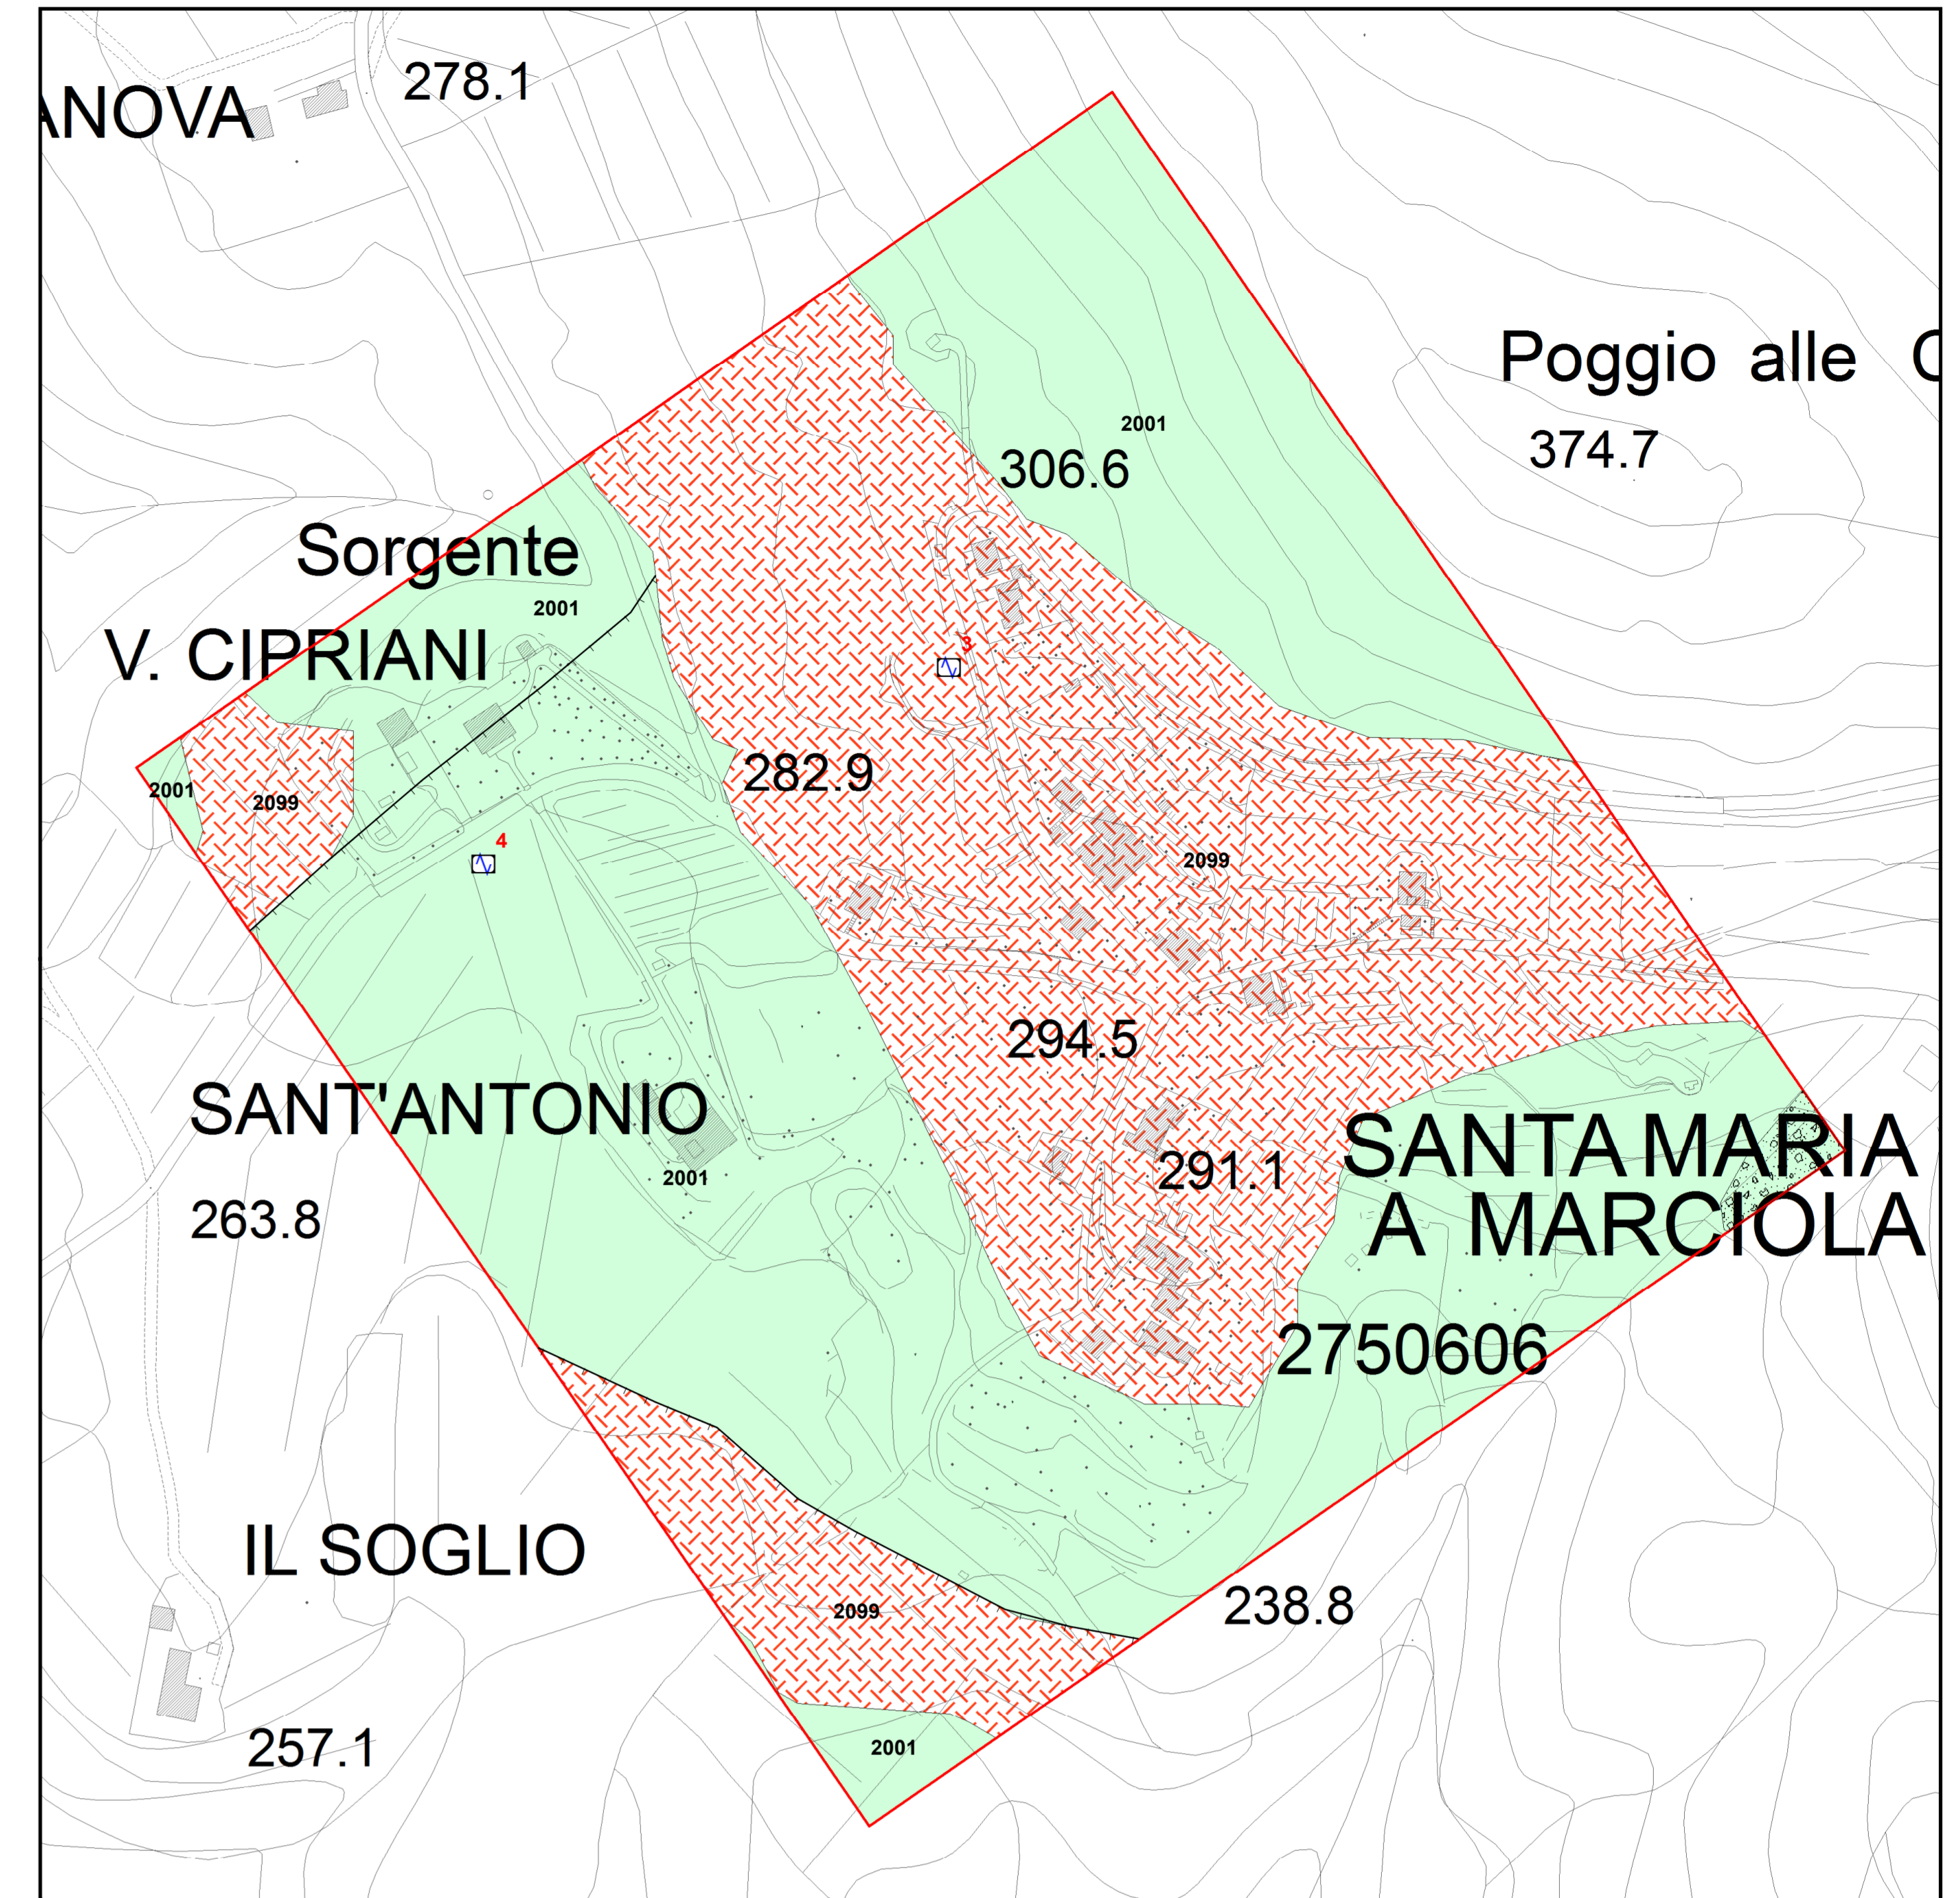 278.1
ANOVA
Poggio alle
2001
374.7
306.6
Sorgente
2001
3
V. CIPRIANI
282.9
2001
2099
4
2099
294.5
SANT'ANTONIO
SANTA MARIA
291.1
2001
263.8
A MARCIOLA
2750606
IL SOGLIO
238.8
2099
257.1
2001